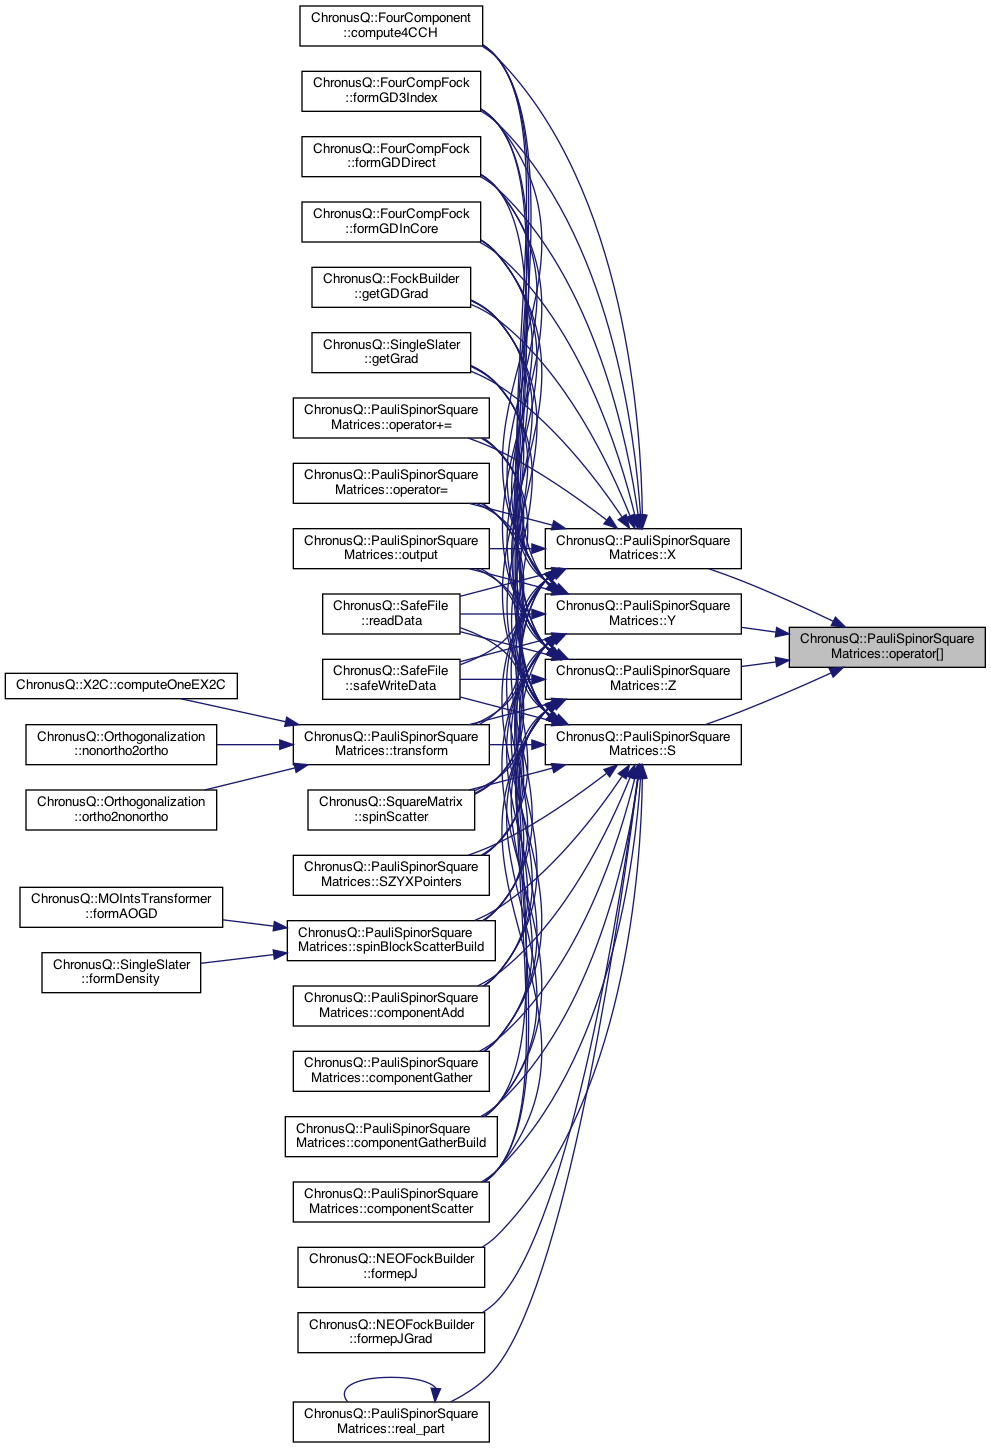 ChronusQ::FourComponent
::compute4CCH
ChronusQ::FourCompFock
::formGD3Index
ChronusQ::FourCompFock
::formGDDirect
ChronusQ::FourCompFock
::formGDInCore
ChronusQ::FockBuilder
::getGDGrad
ChronusQ::SingleSlater
::getGrad
ChronusQ::PauliSpinorSquare
Matrices::operator+=
ChronusQ::PauliSpinorSquare
Matrices::operator=
ChronusQ::PauliSpinorSquare
Matrices::output
ChronusQ::SafeFile
::readData
ChronusQ::SafeFile
::safeWriteData
ChronusQ::PauliSpinorSquare
Matrices::transform
ChronusQ::SquareMatrix
::spinScatter
ChronusQ::PauliSpinorSquare
Matrices::SZYXPointers
ChronusQ::PauliSpinorSquare
Matrices::spinBlockScatterBuild
ChronusQ::PauliSpinorSquare
Matrices::componentAdd
ChronusQ::PauliSpinorSquare
Matrices::componentGather
ChronusQ::PauliSpinorSquare
Matrices::componentGatherBuild
ChronusQ::PauliSpinorSquare
Matrices::componentScatter
ChronusQ::NEOFockBuilder
::formepJ
ChronusQ::NEOFockBuilder
::formepJGrad
ChronusQ::PauliSpinorSquare
Matrices::real_part
ChronusQ::X2C::computeOneEX2C
ChronusQ::Orthogonalization
::nonortho2ortho
ChronusQ::Orthogonalization
::ortho2nonortho
ChronusQ::MOIntsTransformer
::formAOGD
ChronusQ::SingleSlater
::formDensity
ChronusQ::PauliSpinorSquare
Matrices::X
ChronusQ::PauliSpinorSquare
Matrices::Y
ChronusQ::PauliSpinorSquare
Matrices::Z
ChronusQ::PauliSpinorSquare
Matrices::S
ChronusQ::PauliSpinorSquare
Matrices::operator[]